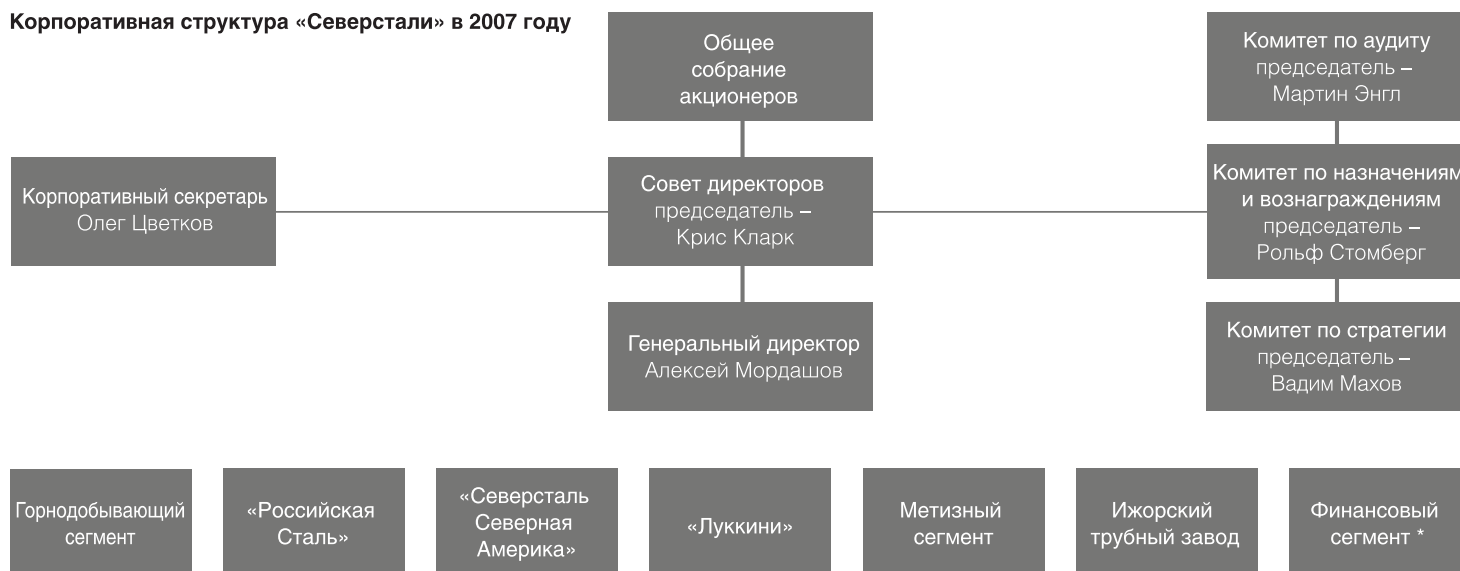 Корпоративная структура «Северстали» в 2007 году
Общее
собрание
акционеров
Комитет по аудиту
председатель –
Мартин Энгл
Корпоративный секретарь
Олег Цветков
Совет директоров
председатель –
Крис Кларк
Комитет по назначениям
и вознаграждениям
председатель –
Рольф Стомберг
Генеральный директор
Алексей Мордашов
Комитет по стратегии
председатель –
Вадим Махов
Горнодобывающий
сегмент
«Российская
Сталь»
«Северсталь
Северная
Америка»
«Луккини»
Метизный
сегмент
Ижорский
трубный завод
Финансовый
сегмент *